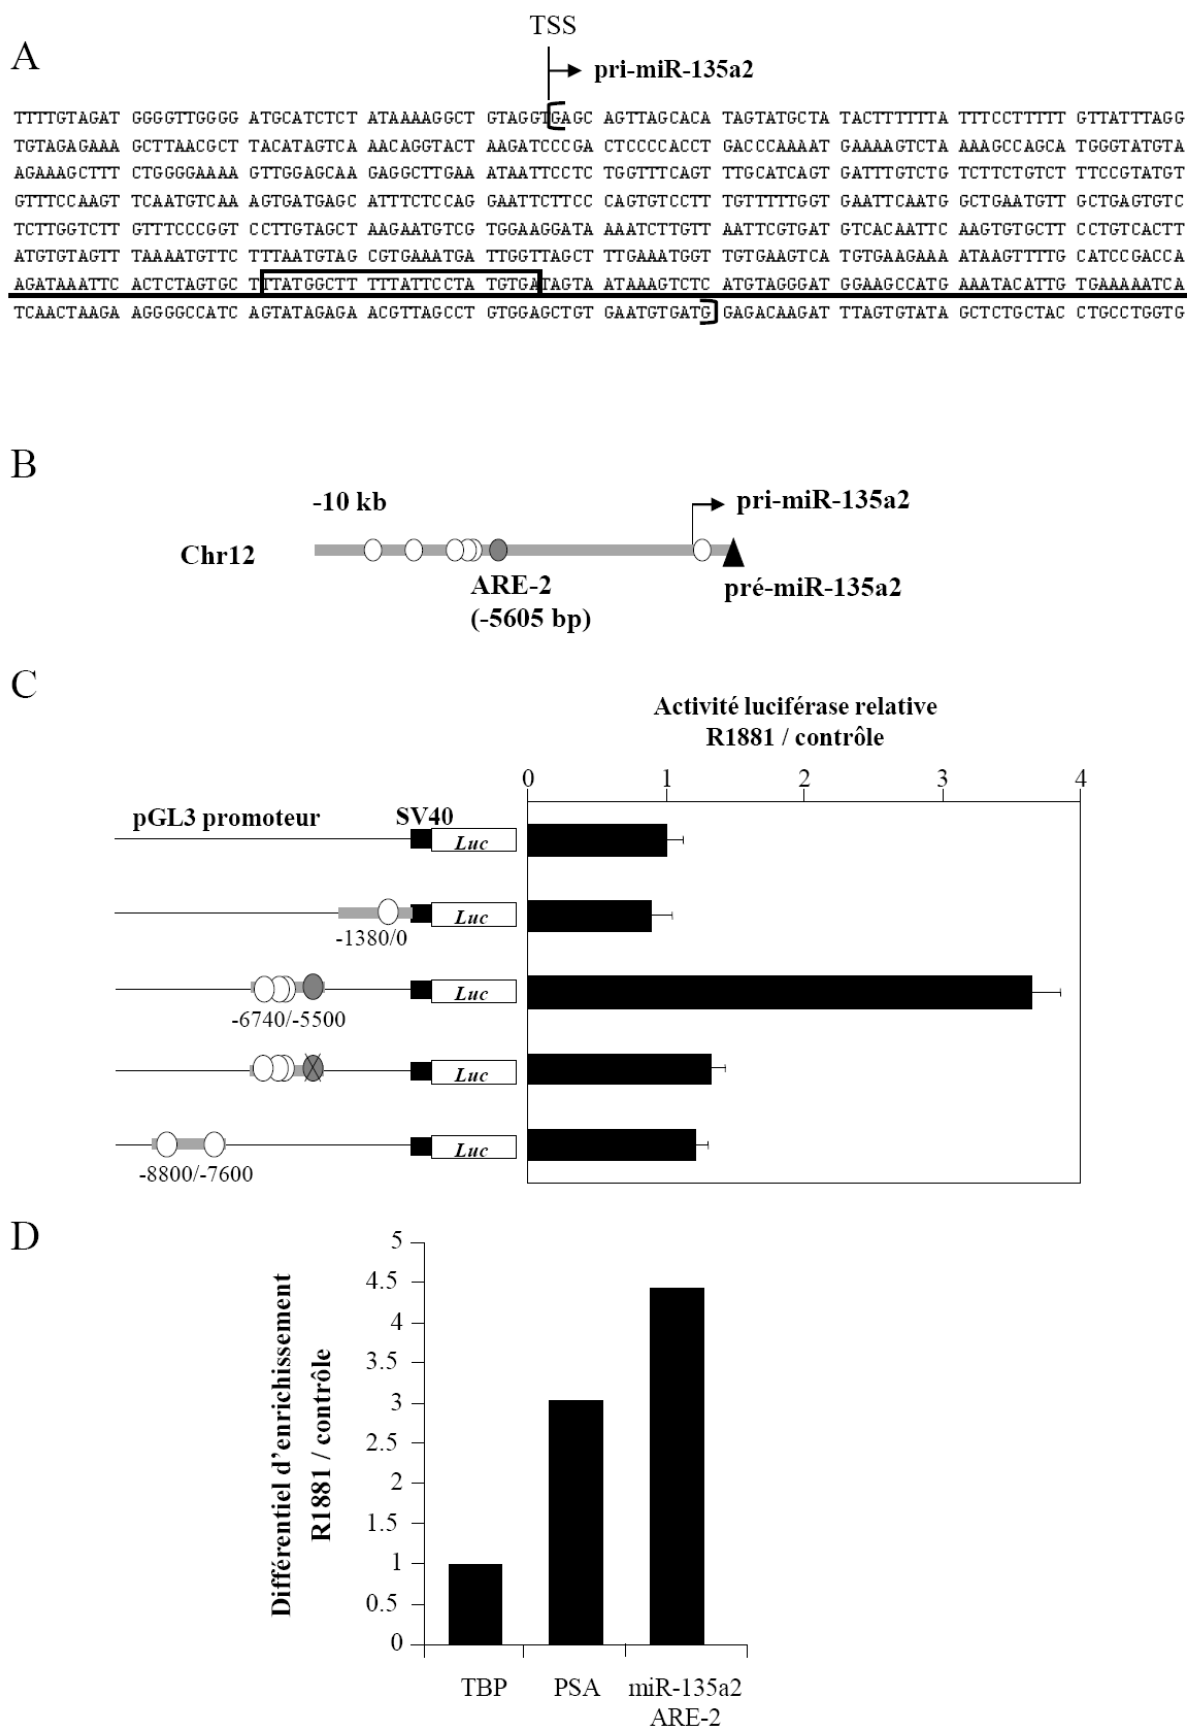 A
TSS
pri-miR-135a2
TTTTGTAGAT GGGGTTGGGG ATGCATCTCT ATAAAAGGCT GTAGGTGAGC AGTTAGCACA TAGTATGCTA TACTTTTTTA TTTCCTTTTT GTTATTTAGG
TGTAGAGAAA GCTTAACGCT TACATAGTCA AACAGGTACT AAGATCCCGA CTCCCCACCT GACCCAAAAT GAAAAGTCTA AAAGCCAGCA TGGGTATGTA
AGAAAGCTTT CTGGGGAAAA GTTGGAGCAA GAGGCTTGAA ATAATTCCTC TGGTTTCAGT TTGCATCAGT GATTTGTCTG TCTTCTGTCT TTCCGTATGT
GTTTCCAAGT TCAATGTCAA AGTGATGAGC ATTTCTCCAG GAATTCTTCC CAGTGTCCTT TGTTTTTGGT GAATTCAATG GCTGAATGTT GCTGAGTGTC
TCTTGGTCTT GTTTCCCGGT CCTTGTAGCT AAGAATGTCG TGGAAGGATA AAATCTTGTT AATTCGTGAT GTCACAATTC AAGTGTGCTT CCTGTCACTT
ATGTGTAGTT TAAAATGTTC TTTAATGTAG CGTGAAATGA TTGGTTAGCT TTGAAATGGT TGTGAAGTCA TGTGAAGAAA ATAAGTTTTG CATCCGACCA
AGATAAATTC ACTCTAGTGC TTTATGGCTT TTTATTCCTA TGTGATAGTA ATAAAGTCTC ATGTAGGGAT GGAAGCCATG AAATACATTG TGAAAAATCA
TCAACTAAGA AGGGGCCATC AGTATAGAGA ACGTTAGCCT GTGGAGCTGT GAATGTGATG GAGACAAGAT TTAGTGTATA GCTCTGCTAC CTGCCTGGTG
B
-10 kb
pri-miR-135a2
Chr12
ARE-2
(-5605 bp)
pré-miR-135a2
C
Activité luciférase relative
R1881 / contrôle
0 1 2 3 4
pGL3 promoteur SV40
Luc
Luc
-1380/0
Luc
-6740/-5500
Luc
Luc
-8800/-7600
D
Différentiel d'enrichissement
R1881 / contrôle
5
4.5
4
3.5
3
2.5
2
1.5
1
0.5
0
TBP PSA miR-135a2
ARE-2